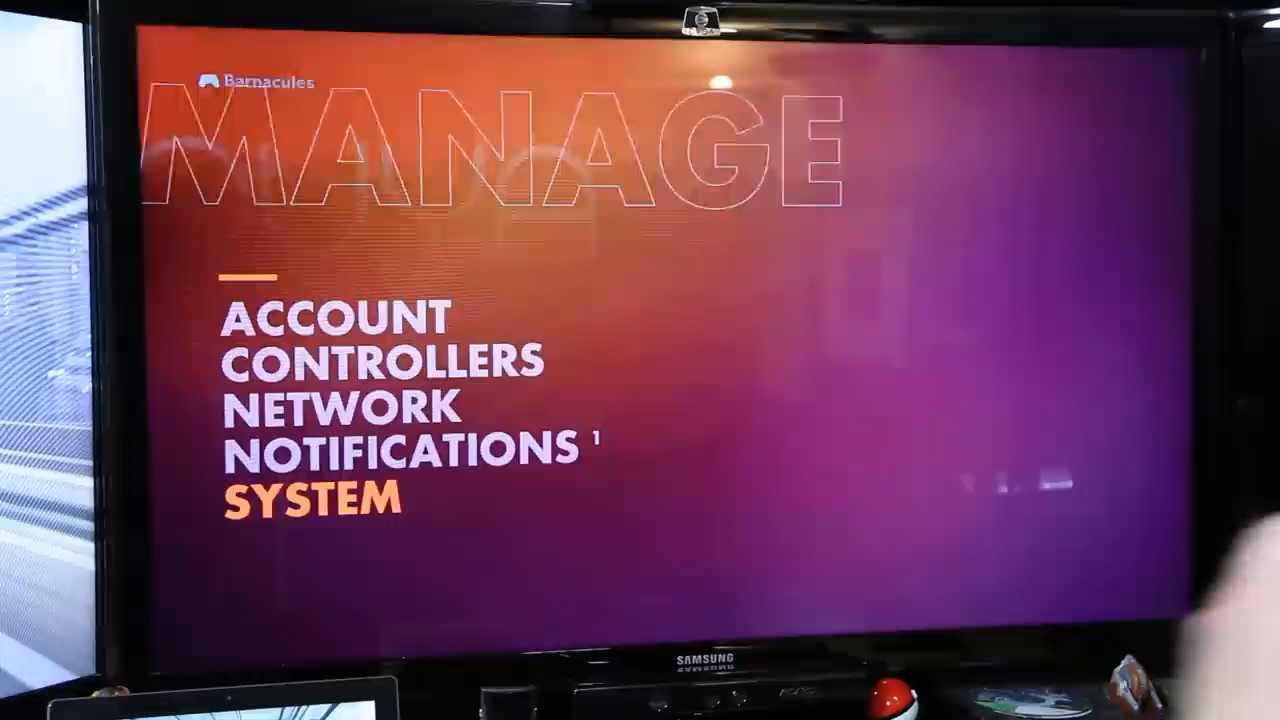 Barnacules
MANAGE
ACCOUNT
CONTROLLERS
NETWORK
NOTIFICATIONS 1
SYSTEM
SAMSUNG